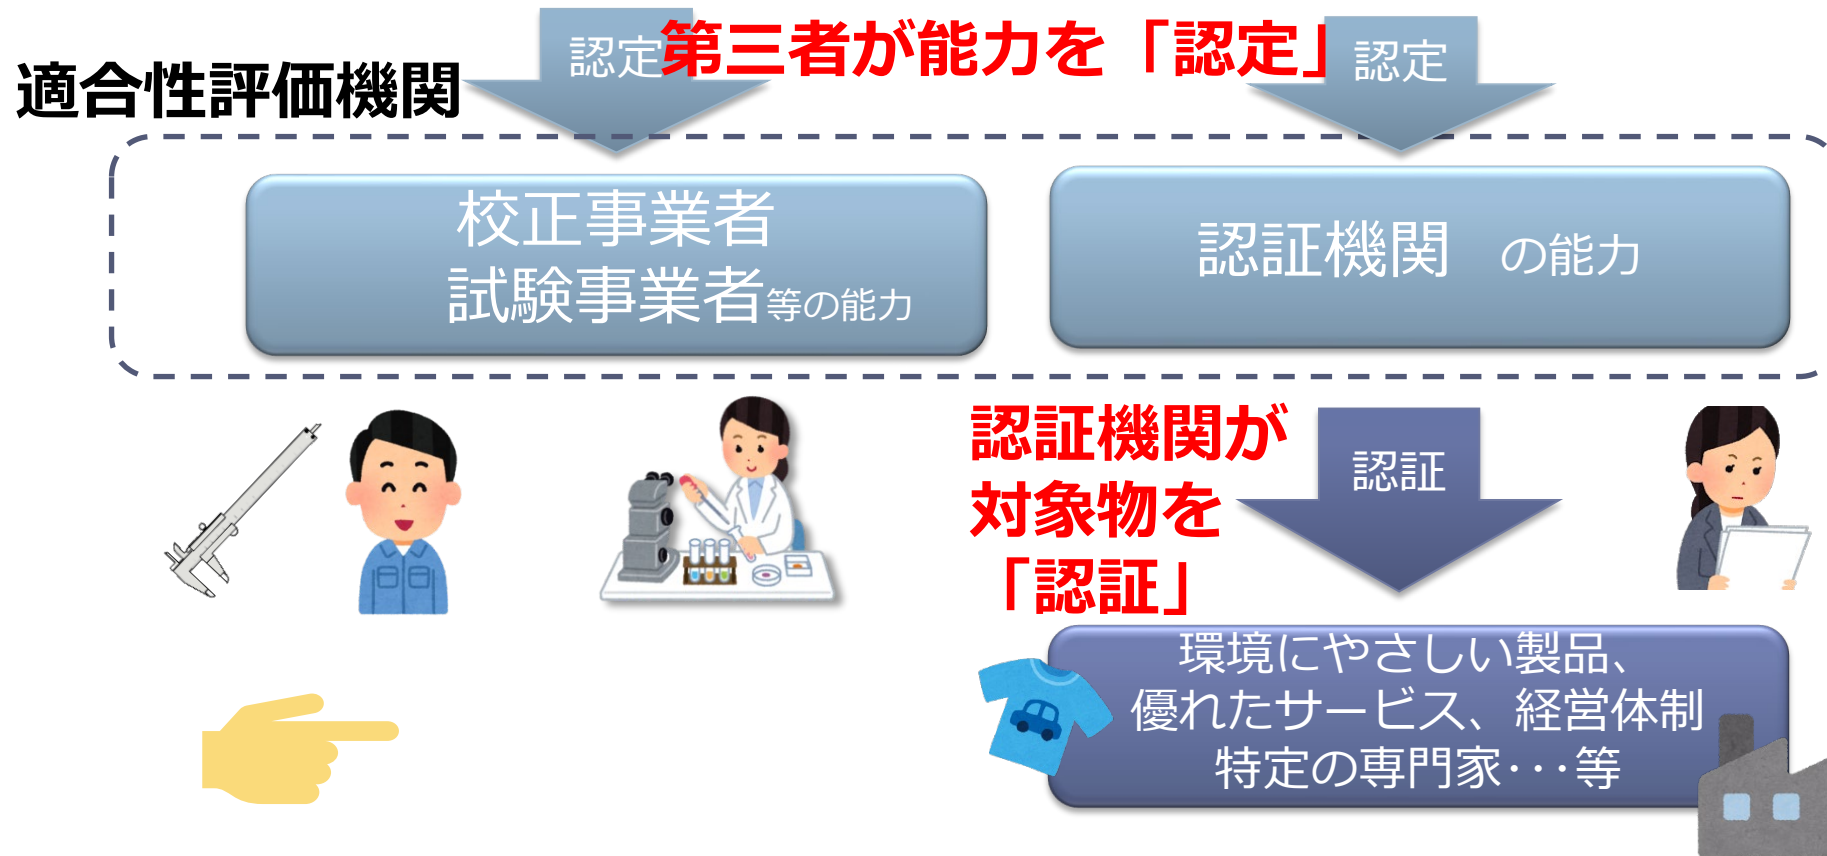 認定
第三者が能力を「認定」
認定
適合性評価機関
校正事業者
試験事業者等の能力
認証機関　の能力
認証機関が
対象物を
「認証」
認証
環境にやさしい製品、
優れたサービス、経営体制
特定の専門家･･･等